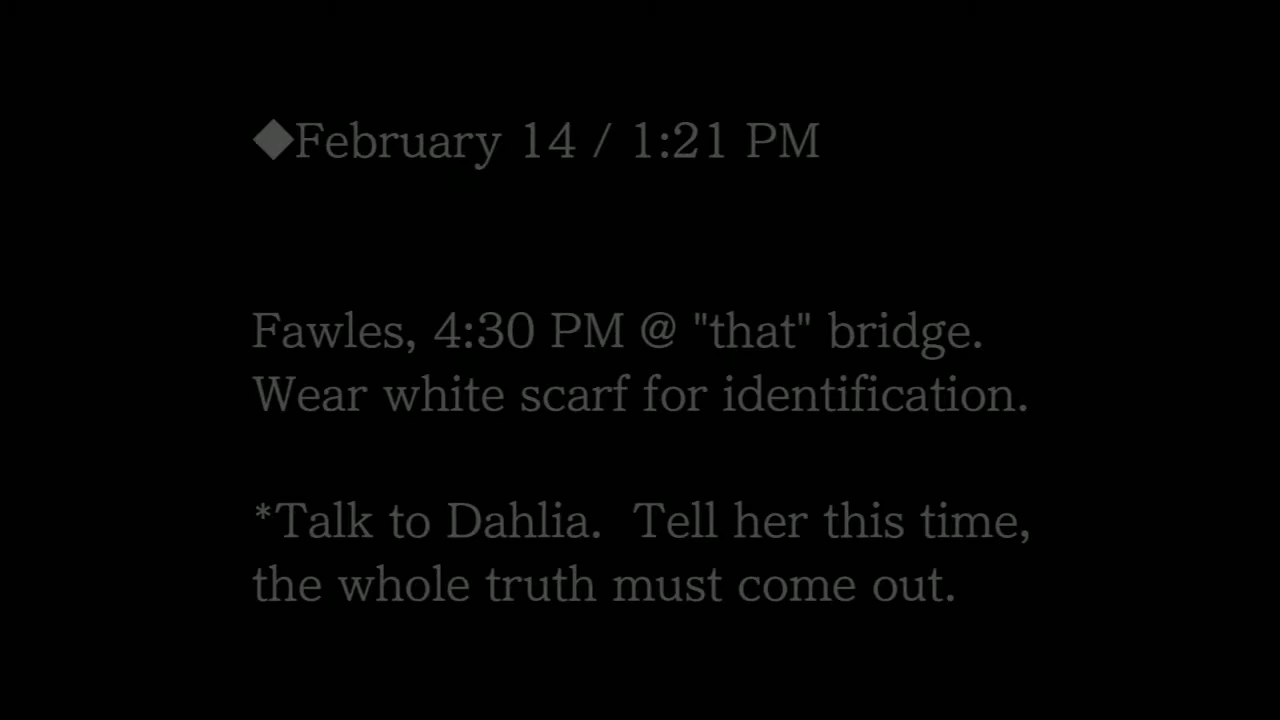 ◆February 14 / 1:21 PM
Fawles, 4:30 PM @ "that" bridge.
Wear white scarf for identification.
*Talk to Dahlia.  Tell her this time,
the whole truth must come out.